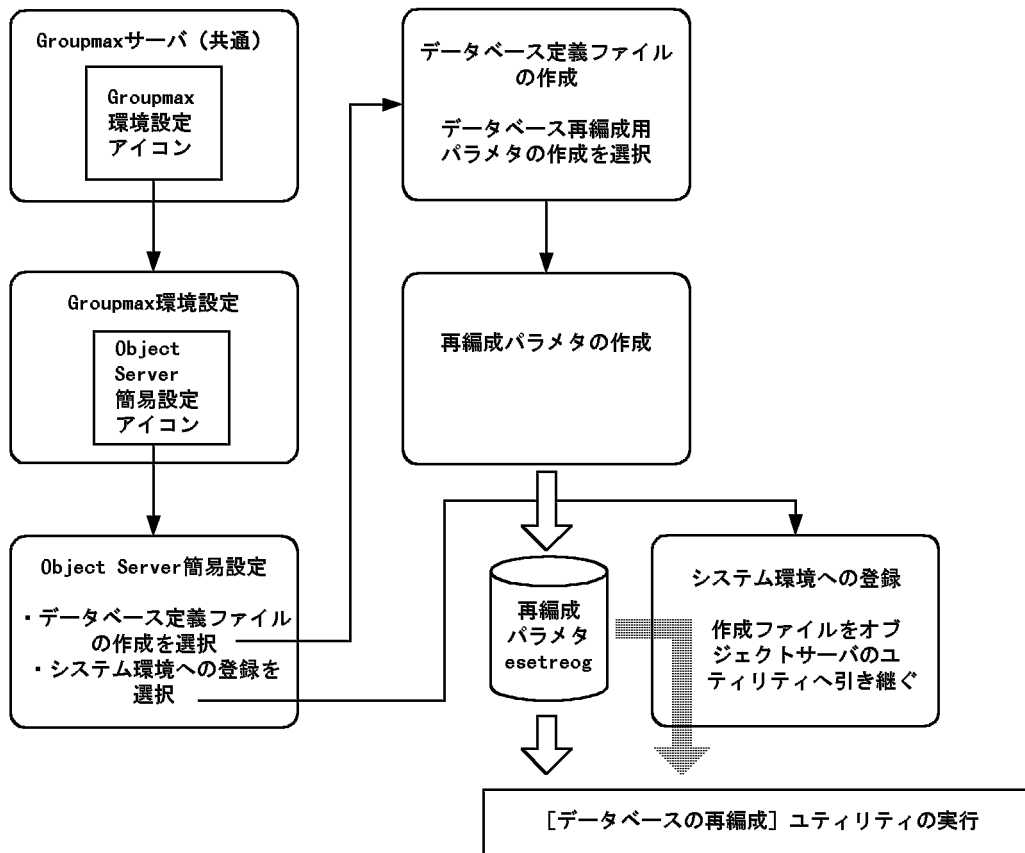 Groupmaxサーバ（共通）
Groupmax
環境設定
アイコン
Groupmax環境設定
Object
Server
簡易設定
アイコン
Object Server簡易設定
・データベース定義ファイル
の作成を選択
・システム環境への登録を
選択
データベース定義ファイル
の作成
データベース再編成用
パラメタの作成を選択
再編成パラメタの作成
再編成
パラメタ
esetreog
システム環境への登録
作成ファイルをオブ
ジェクトサーバのユ
ティリティへ引き継ぐ
［データベースの再編成］ユティリティの実行